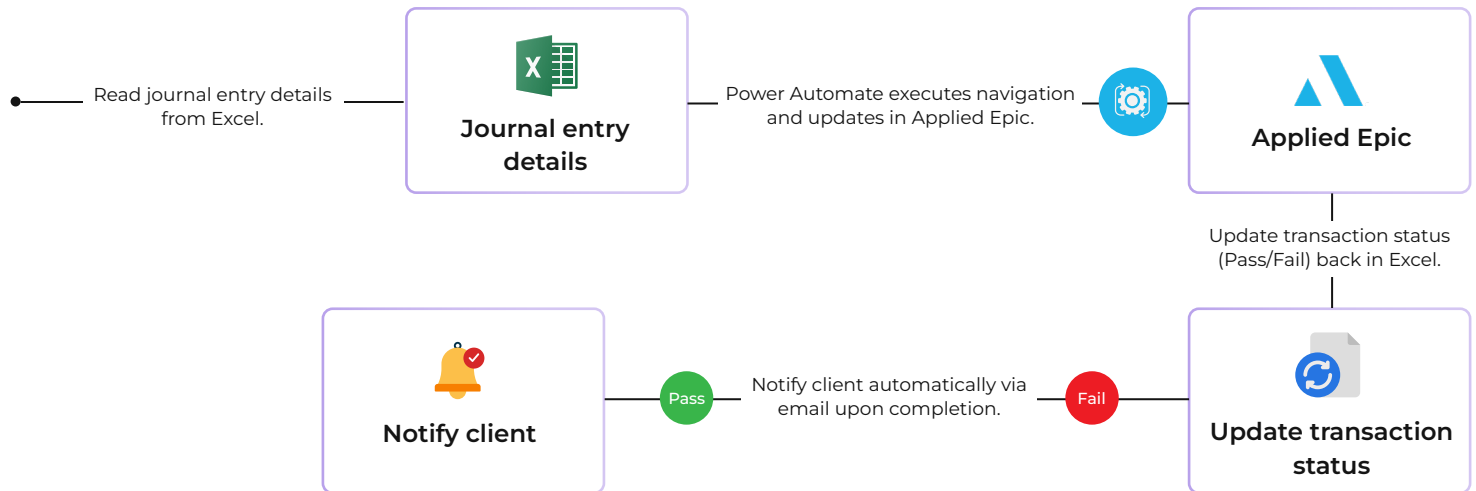 Read journal entry details
from Excel.
X
Journal entry
details
Power Automate executes navigation
and updates in Applied Epic.
Applied Epic
Update transaction status
(Pass/Fail) back in Excel.
Update transaction
status
Fail
Notify client automatically via
email upon completion.
Pass
Notify client